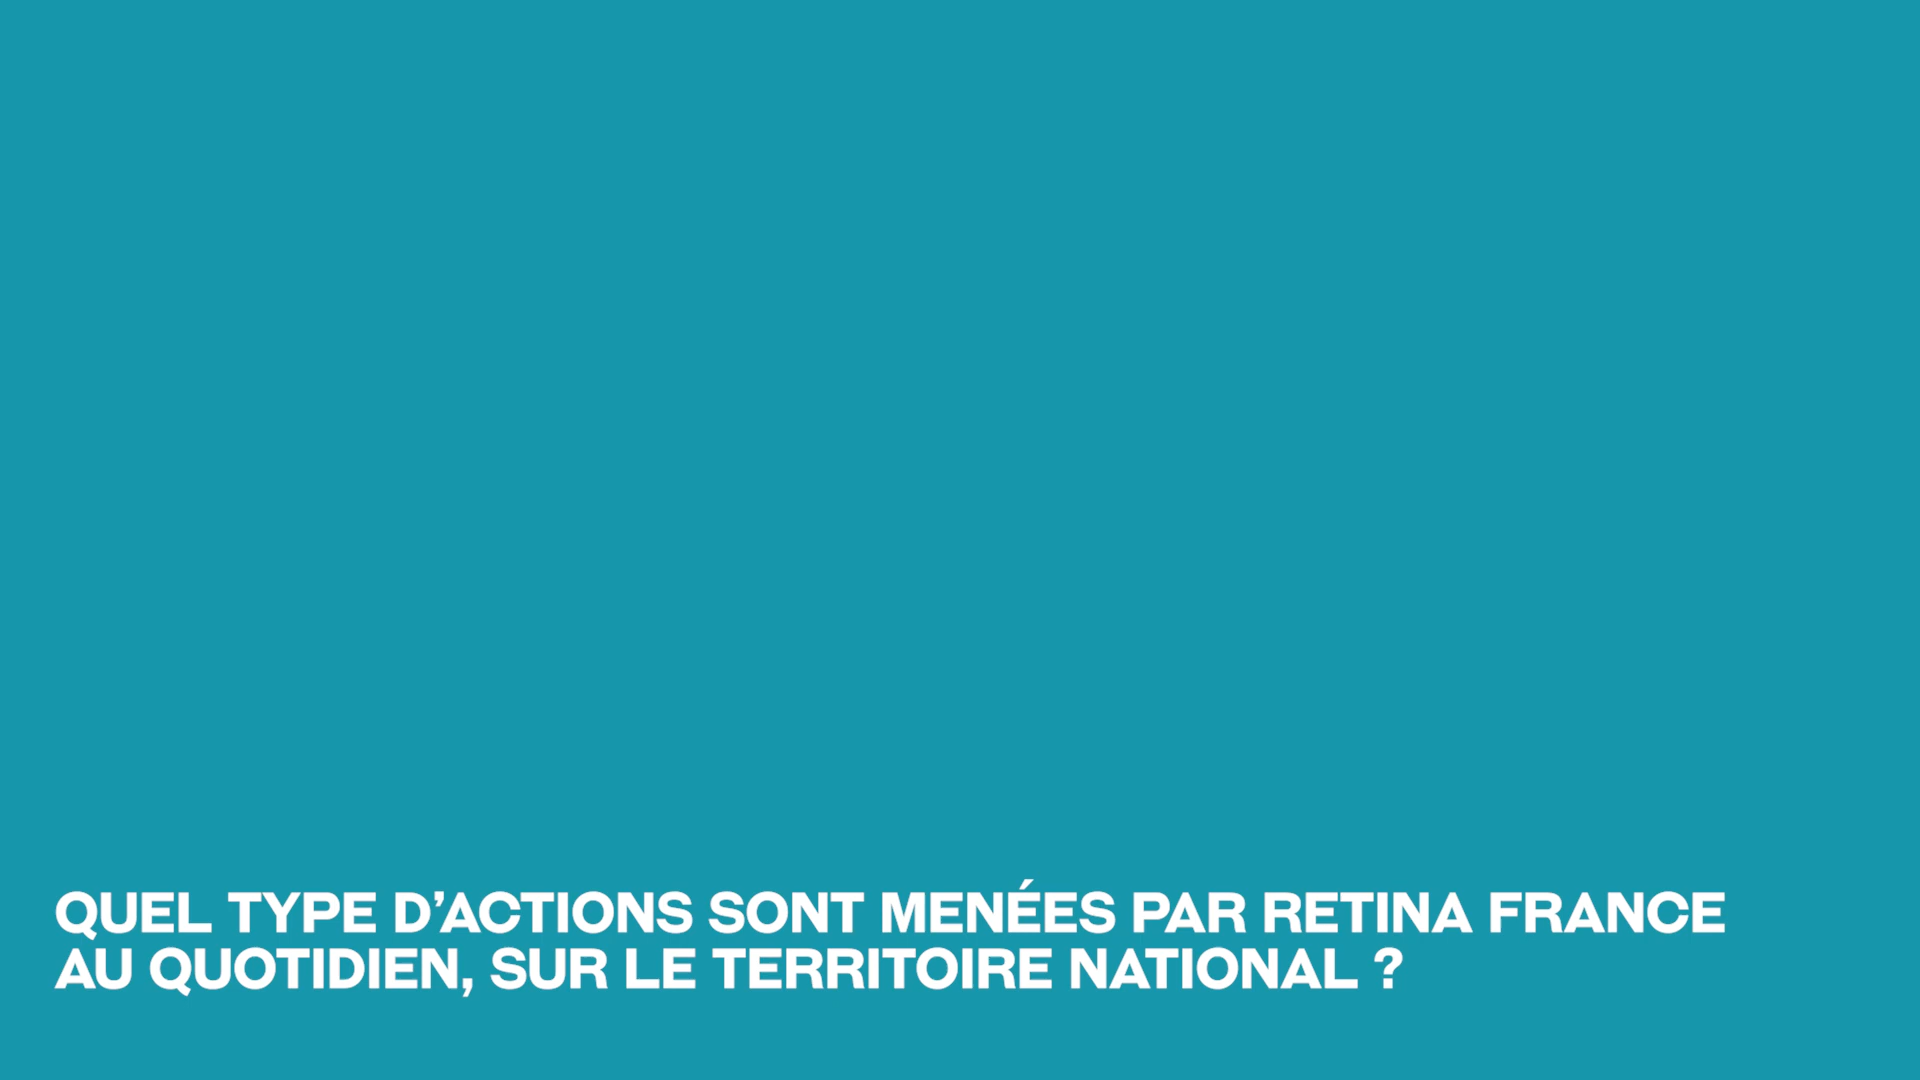 QUEL TYPE D’ACTIONS SONT MENÉES PAR RETINA FRANCE
AU QUOTIDIEN, SUR LE TERRITOIRE NATIONAL ?